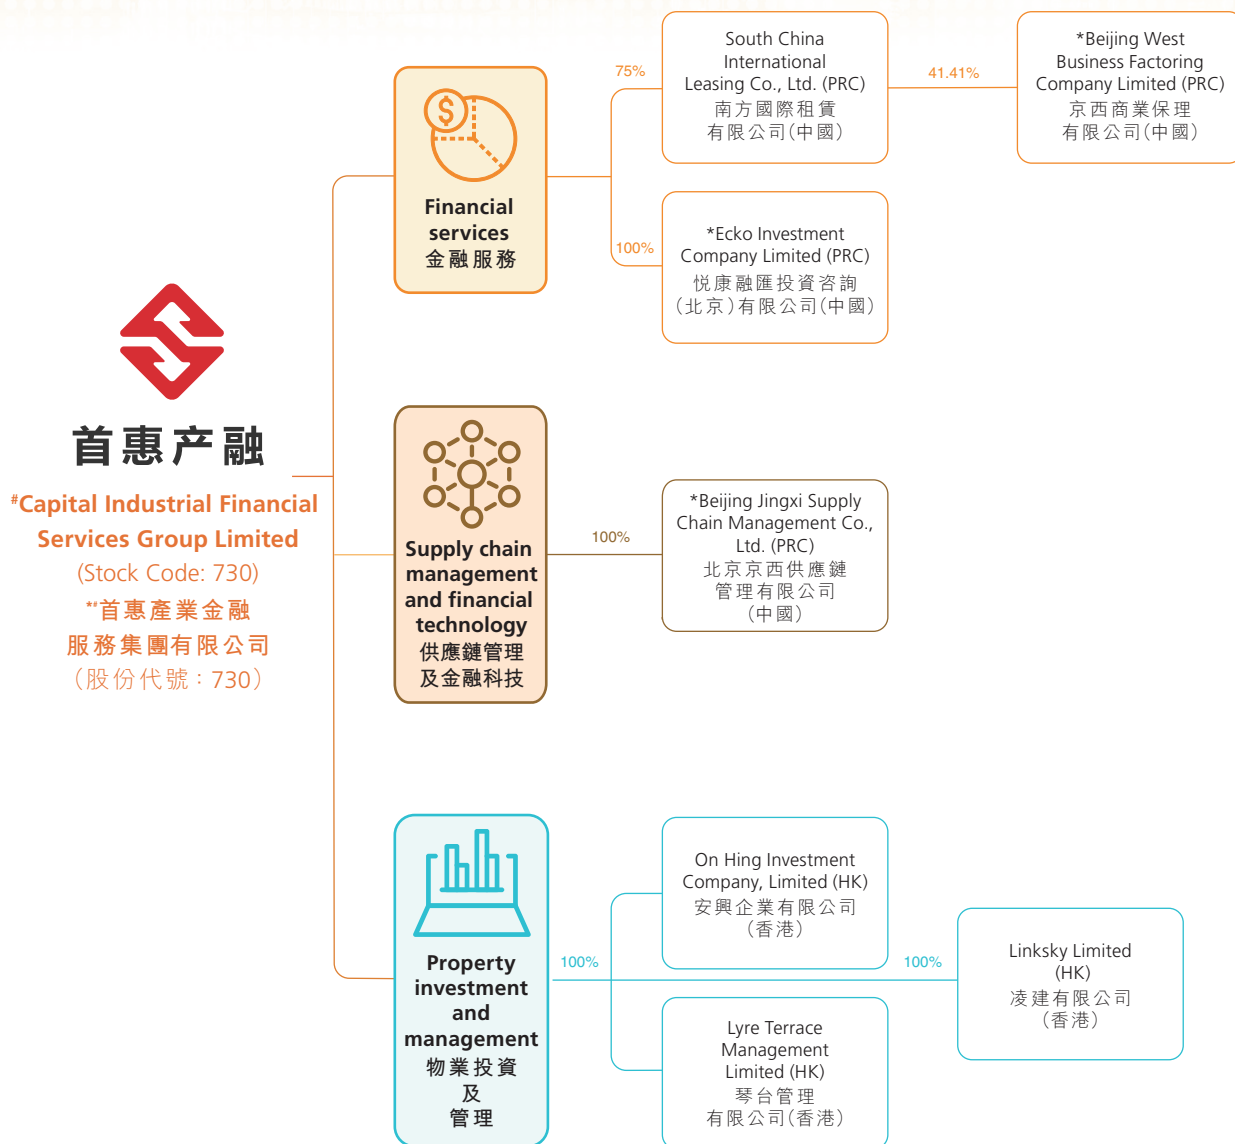 首惠产融
#Capital Industrial Financial
Services Group Limited
(Stock Code: 730)
*#首惠產業金融
服務集團有限公司
（股份代號：730）
$
Financial
services
金融服務
75%
South China
International
Leasing Co., Ltd. (PRC)
南方國際租賃
有限公司(中國)
41.41%
*Beijing West
Business Factoring
Company Limited (PRC)
京西商業保理
有限公司(中國)
100%
*Ecko Investment
Company Limited (PRC)
悦康融匯投資咨詢
(北京)有限公司(中國)
Supply chain
management
and financial
technology
供應鏈管理
及金融科技
100%
*Beijing Jingxi Supply
Chain Management Co.,
Ltd. (PRC)
北京京西供應鏈
管理有限公司
(中國)
Property
investment
and
management
物業投資
及
管理
100%
On Hing Investment
Company, Limited (HK)
安興企業有限公司
(香港)
100%
Linksky Limited
(HK)
凌建有限公司
(香港)
Lyre Terrace
Management
Limited (HK)
琴台管理
有限公司(香港)